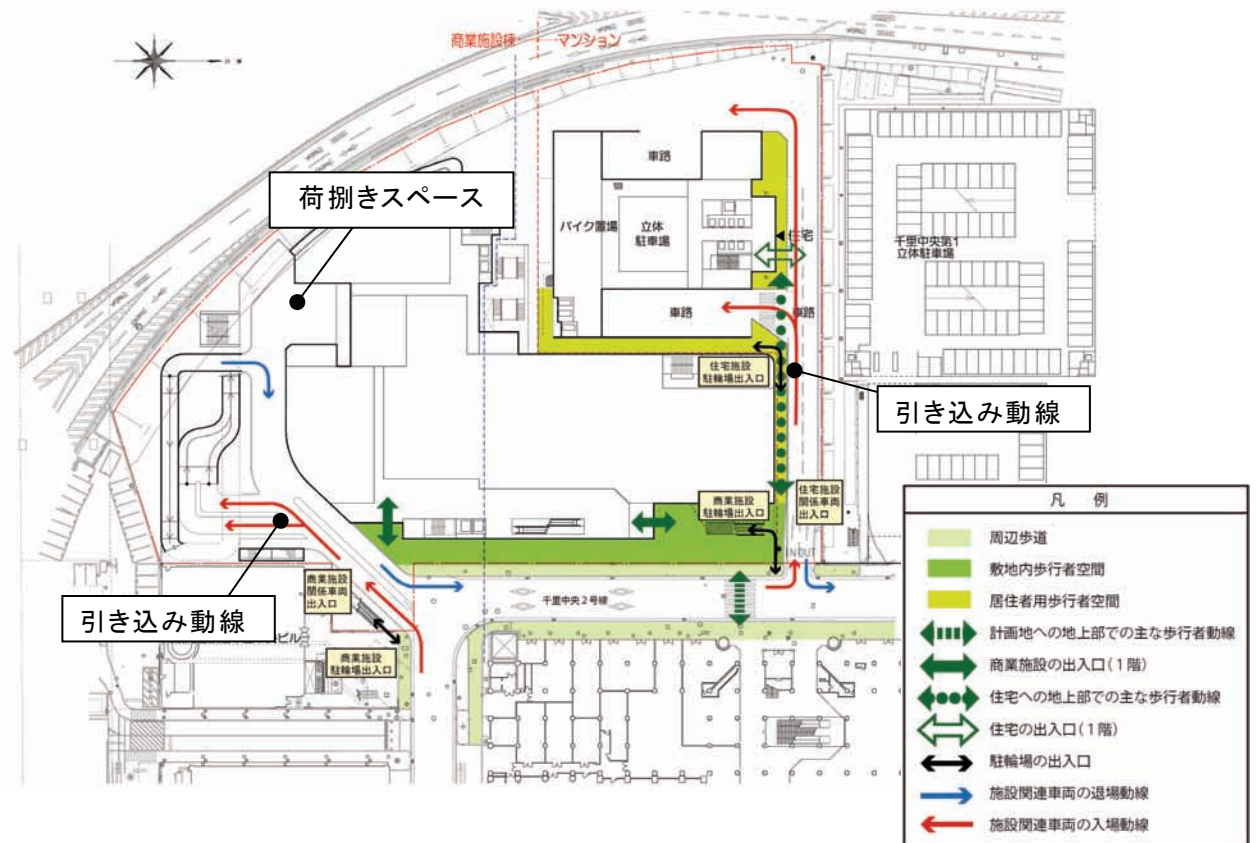 商業施設棟
マンション
荷捌きスペース
車路
バイク置場
立体
駐車場
住宅
千里中央第1
立体駐車場
車路
車路
住宅施設
駐輪場出入口
引き込み動線
商業施設
駐輪場出入口
住宅施設
関係車両
出入口
IN OUT
商業施設
関係車両
出入口
千里中央2号線
引き込み動線
ビル
商業施設
駐輪場出入口
凡 例
周辺歩道
敷地内歩行者空間
居住者用歩行者空間
計画地への地上部での主な歩行者動線
商業施設の出入口(1階)
住宅への地上部での主な歩行者動線
住宅の出入口(1階)
駐輪場の出入口
施設関連車両の退場動線
施設関連車両の入場動線